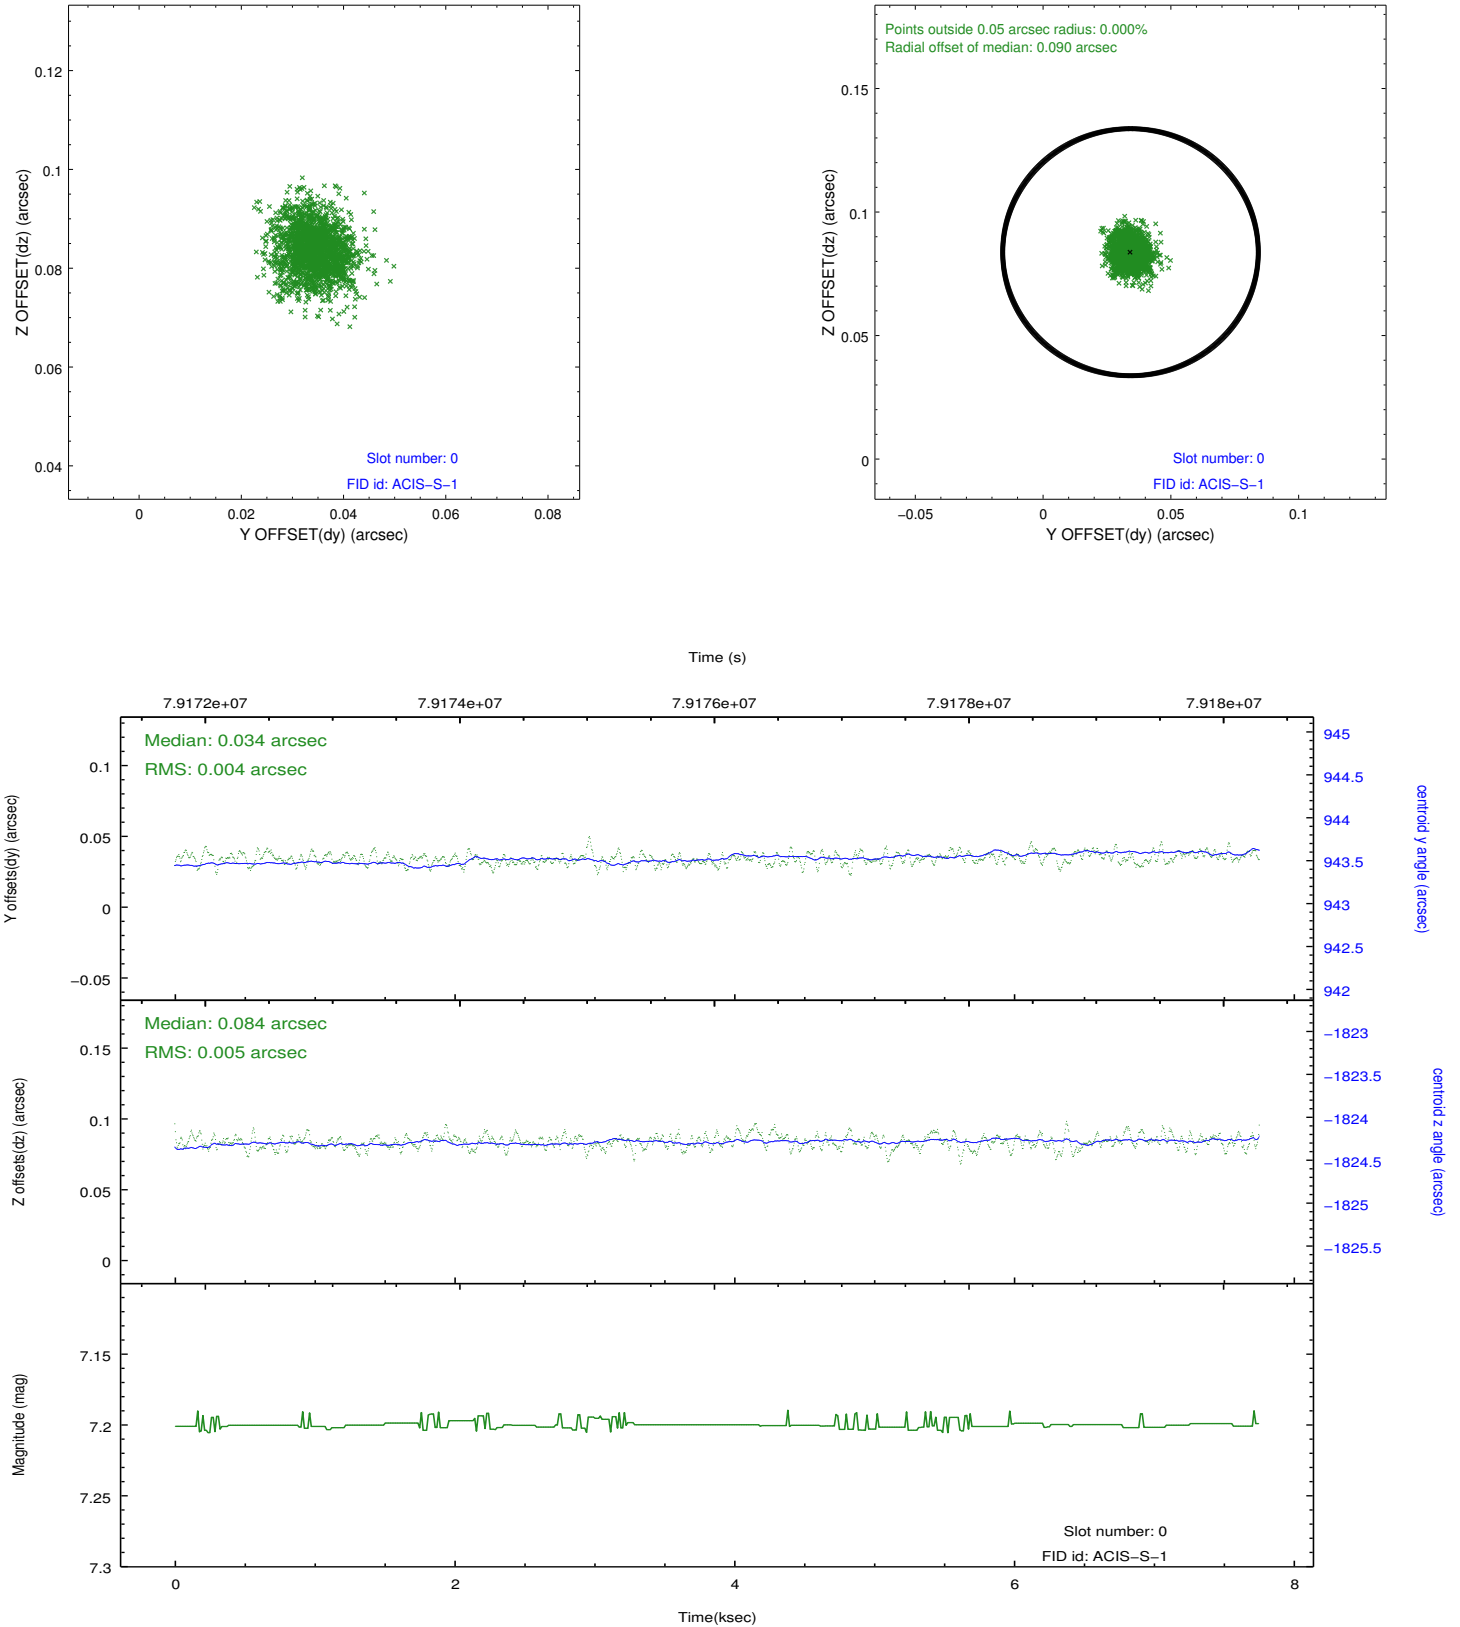 0.12
0.1
0.08
0.06
0.04
Z OFFSET(dz) (arcsec)
Slot number: 0
FID id: ACIS−S−1
0 0.02 0.04 0.06 0.08
Y OFFSET(dy) (arcsec)
Points outside 0.05 arcsec radius: 0.000%
Radial offset of median: 0.090 arcsec
0.15
0.1
0.05
0
Z OFFSET(dz) (arcsec)
Slot number: 0
FID id: ACIS−S−1
−0.05 0 0.05 0.1
Y OFFSET(dy) (arcsec)
Time (s)
7.9172e+07 7.9174e+07 7.9176e+07 7.9178e+07 7.918e+07
Median: 0.034 arcsec
RMS: 0.004 arcsec
0.1
0.05
0
−0.05
Y offsets(dy) (arcsec)
945
944.5
944
943.5
943
942.5
942
centroid y angle (arcsec)
Median: 0.084 arcsec
RMS: 0.005 arcsec
0.15
0.1
0.05
0
Z offsets(dz) (arcsec)
−1823
−1823.5
−1824
−1824.5
−1825
−1825.5
centroid z angle (arcsec)
7.15
7.2
7.25
7.3
Magnitude (mag)
Slot number: 0
FID id: ACIS−S−1
0 2 4 6 8
Time(ksec)